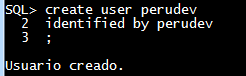 SQL> create user perudev
  2  identified by perudev
  3  ;
Usuario creado.